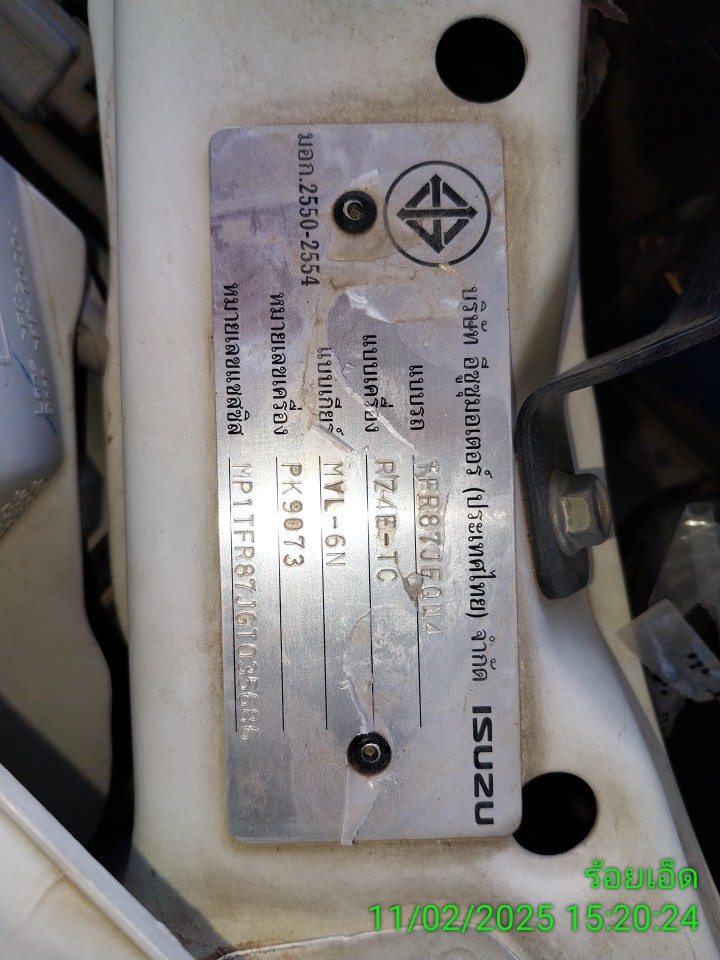 บริษัท อีซูซุมอเตอร์ (ประเทศไทย) จำกัด ISUZU
มอก.2550-2554
แบบรถ TFR87JGQN4
แบบเครื่อง RZ4E-TC
แบบเกียร์ MVL-6N
หมายเลขเครื่อง PK9073
หมายเลขแชสซิส MP1TFR87JGT035686
ร้อยเอ็ด
11/02/2025 15:20:24